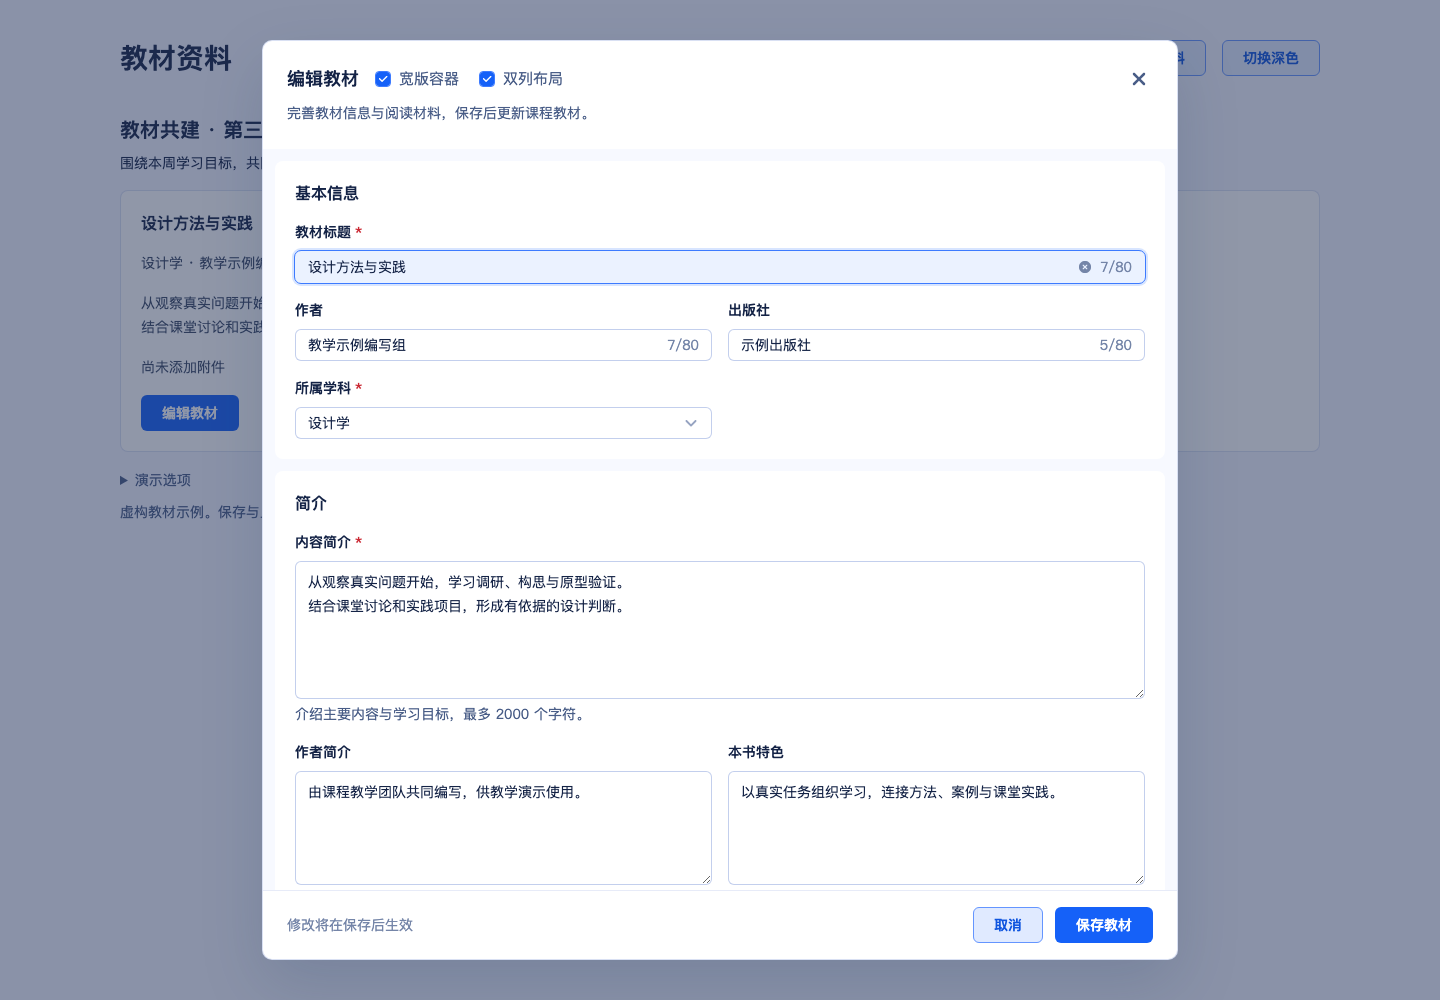 教材资料
料
切换深色
教材共建 · 第三
围绕本周学习目标，共
设计方法与实践
设计学 · 教学示例编
从观察真实问题开始
结合课堂讨论和实践
尚未添加附件
编辑教材
演示选项
虚构教材示例。保存与
编辑教材
宽版容器
双列布局
完善教材信息与阅读材料，保存后更新课程教材。
基本信息
教材标题 *
设计方法与实践
7/80
作者
出版社
教学示例编写组
7/80
示例出版社
5/80
所属学科 *
设计学
简介
内容简介 *
从观察真实问题开始，学习调研、构思与原型验证。
结合课堂讨论和实践项目，形成有依据的设计判断。
介绍主要内容与学习目标，最多 2000 个字符。
作者简介
本书特色
由课程教学团队共同编写，供教学演示使用。
以真实任务组织学习，连接方法、案例与课堂实践。
修改将在保存后生效
取消
保存教材